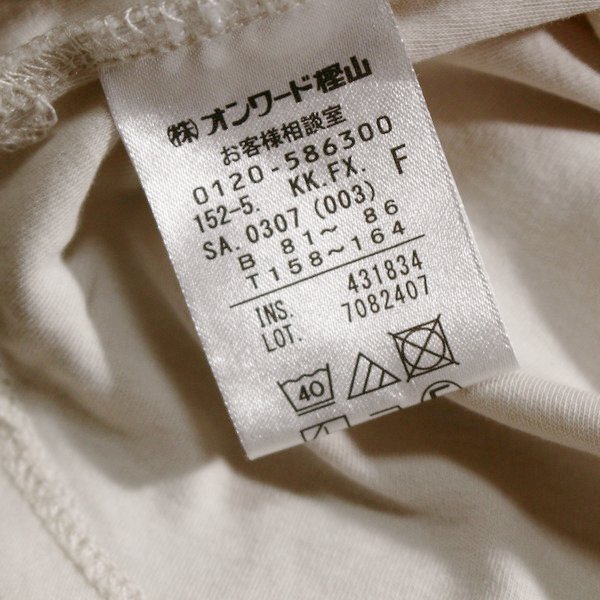 (株)オンワード樫山
お客様相談室
0120-586300
152-5. KK.FX. F
SA. 0307 (003)
B 81～ 86
T158～164
INS. 431834
LOT. 7082407
40